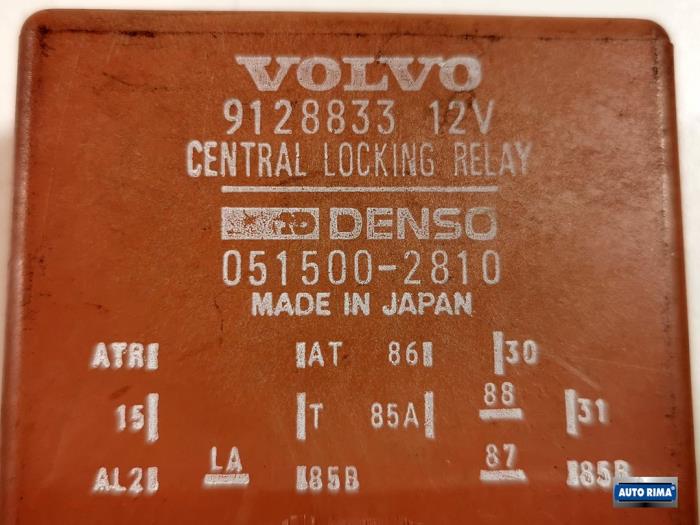 VOLVO
9128833 12V
CENTRAL LOCKING RELAY
DENSO
051500-2810
MADE IN JAPAN
ATR AT 86 30
15 T 85A 88 31
AL2 LA 85B 87 85B
AUTO RIMA